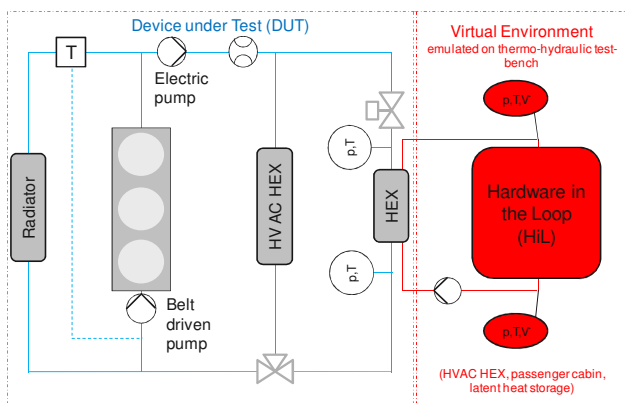 Device under Test (DUT)
Virtual Environment
emulated on thermo-hydraulic test-
bench
T
Electric
pump
p,T,V
p,T
Radiator
HV AC HEX
HEX
Hardware in
the Loop
(HiL)
p,T
Belt
driven
pump
p,T,V
(HVAC HEX, passenger cabin,
latent heat storage)